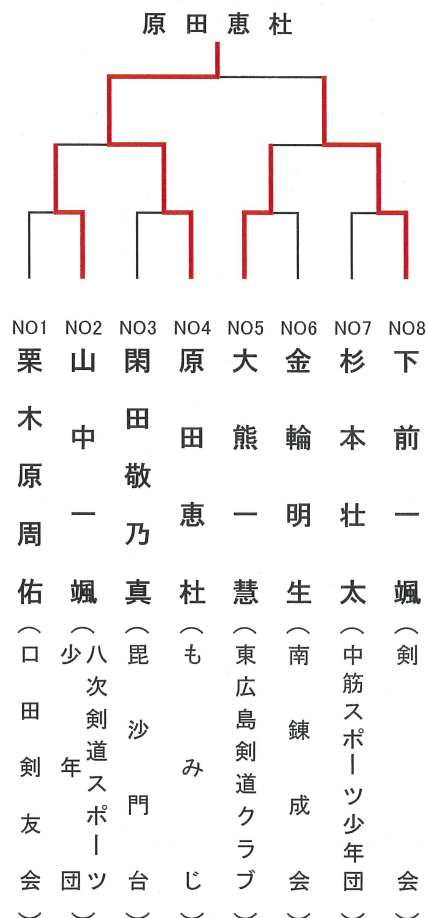 原田恵杜
NO1 NO2 NO3 NO4 NO5 NO6 NO7 NO8
栗木原周佑（口田剣友会）
山中一颯（八次剣道スポーツ少年団）
閑田敬乃真（毘沙門台）
原田恵杜（もみじ）
大熊一慧（東広島剣道クラブ）
金輪明生（南錬成会）
杉本壮太（中筋スポーツ少年団）
下前一颯（剣会）